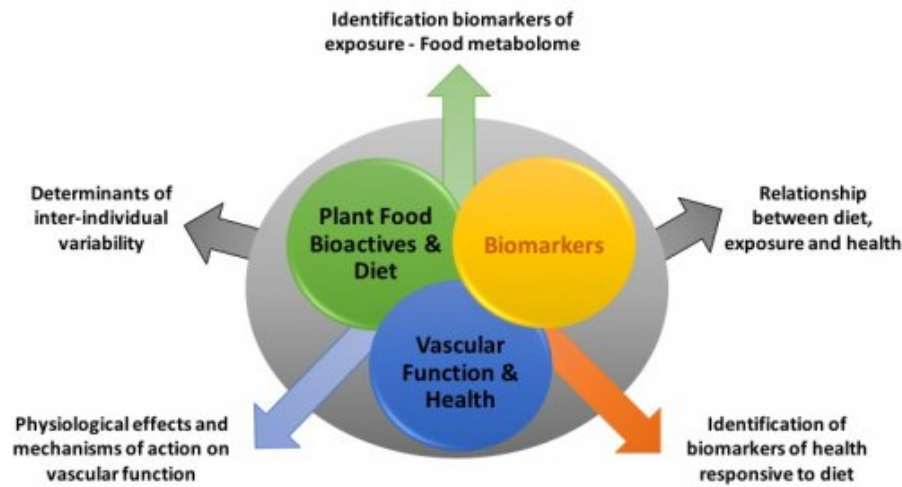 Identification biomarkers of
exposure - Food metabolome
Determinants of
inter-individual
variability
Plant Food
Bioactives &
Diet
Biomarkers
Relationship
between diet,
exposure and health
Vascular
Function &
Health
Physiological effects and
mechanisms of action on
vascular function
Identification of
biomarkers of health
responsive to diet